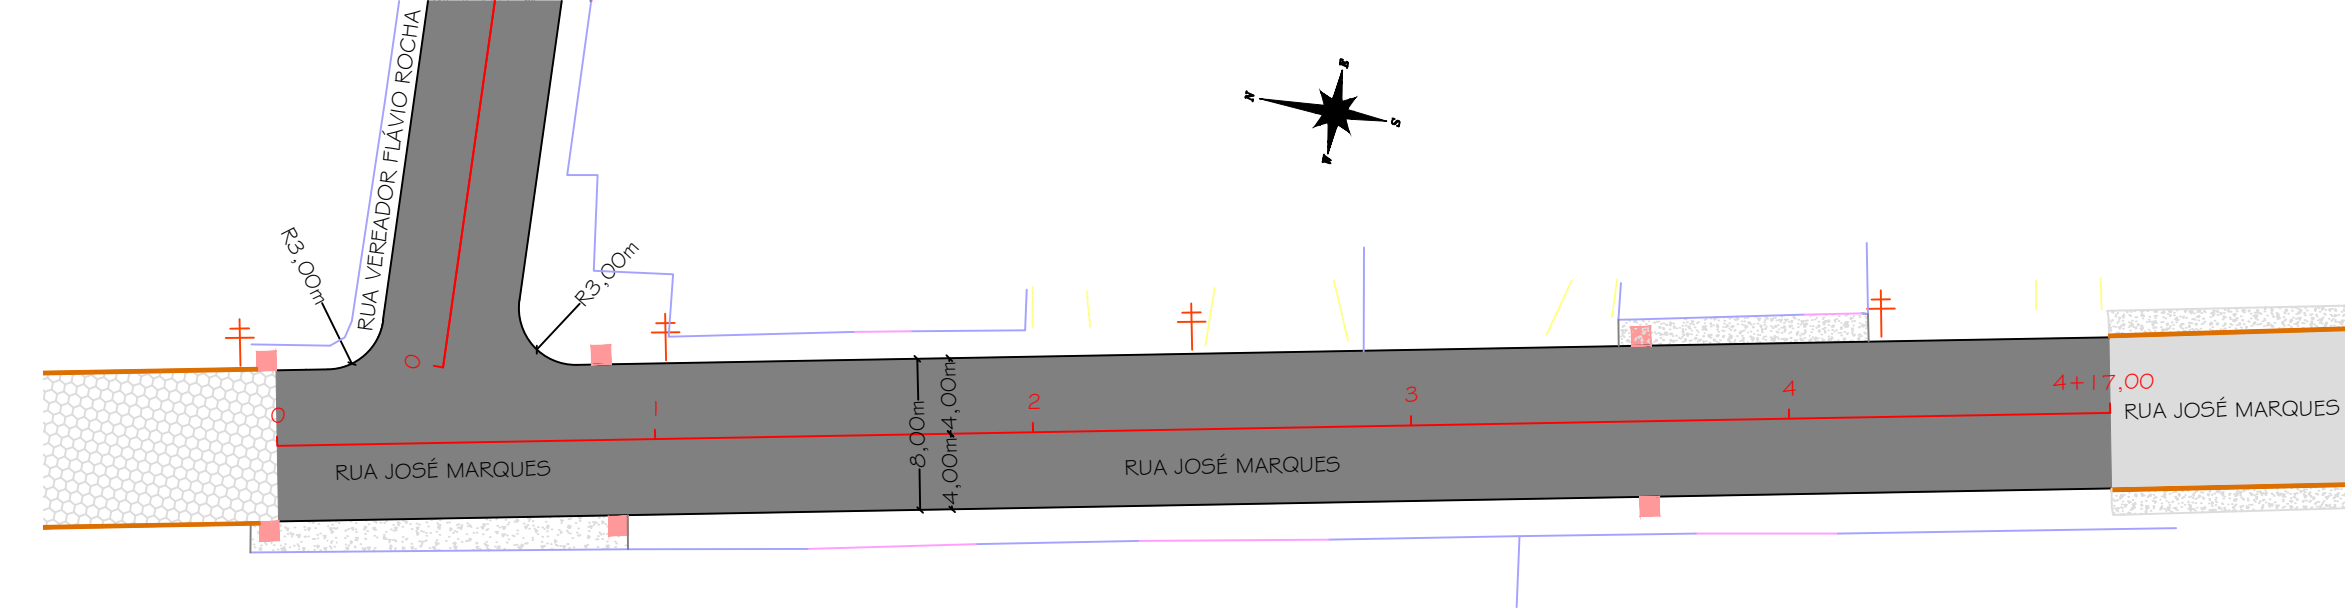 RUA VEREADOR FLÁVIO ROCHA
E
N
S
R3,00m
R3,00m
0
0
1
2
3
4
4+17,00
8,00m
4,00m
4,00m
RUA JOSÉ MARQUES
RUA JOSÉ MARQUES
RUA JOSÉ MARQUES